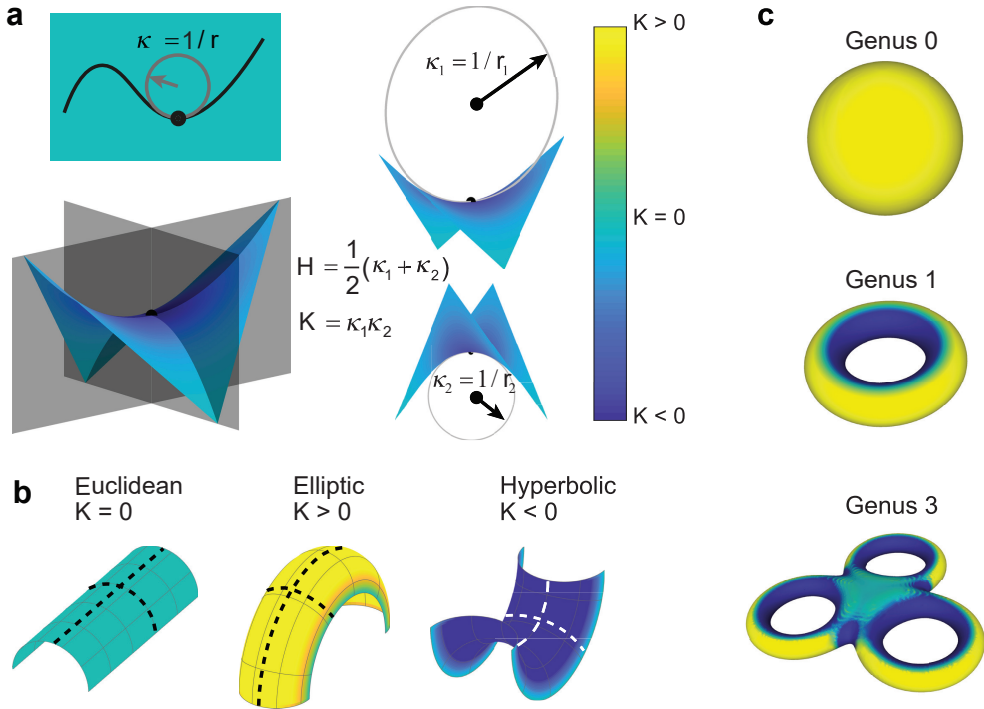 a
κ = 1 / r
κ₁ = 1 / r₁
H = 1/2 (κ₁ + κ₂)
K = κ₁κ₂
κ₂ = 1 / r₂
K > 0
K = 0
K < 0
b
Euclidean
K = 0
Elliptic
K > 0
Hyperbolic
K < 0
c
Genus 0
Genus 1
Genus 3